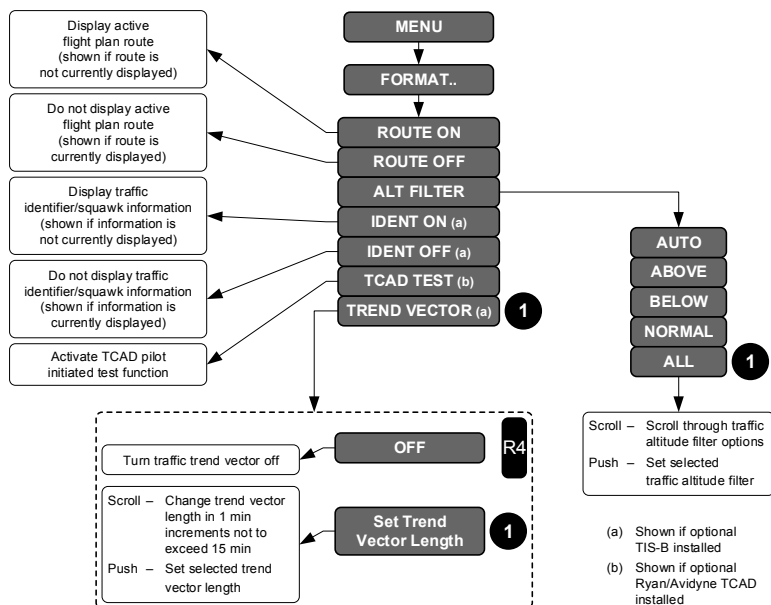 MENU
FORMAT..
Display active
flight plan route
(shown if route is
not currently displayed)
Do not display active
flight plan route
(shown if route is
currently displayed)
Display traffic
identifier/squawk information
(shown if information is
not currently displayed)
Do not display traffic
identifier/squawk information
(shown if information is
currently displayed)
Activate TCAD pilot
initiated test function
ROUTE ON
ROUTE OFF
ALT FILTER
IDENT ON (a)
IDENT OFF (a)
TCAD TEST (b)
TREND VECTOR (a)
1
AUTO
ABOVE
BELOW
NORMAL
ALL
1
Scroll – Scroll through traffic
altitude filter options
Push – Set selected
traffic altitude filter
Turn traffic trend vector off
OFF
R4
Scroll – Change trend vector
length in 1 min
increments not to
exceed 15 min
Push – Set selected trend
vector length
Set Trend
Vector Length
1
(a) Shown if optional
TIS-B installed
(b) Shown if optional
Ryan/Avidyne TCAD
installed